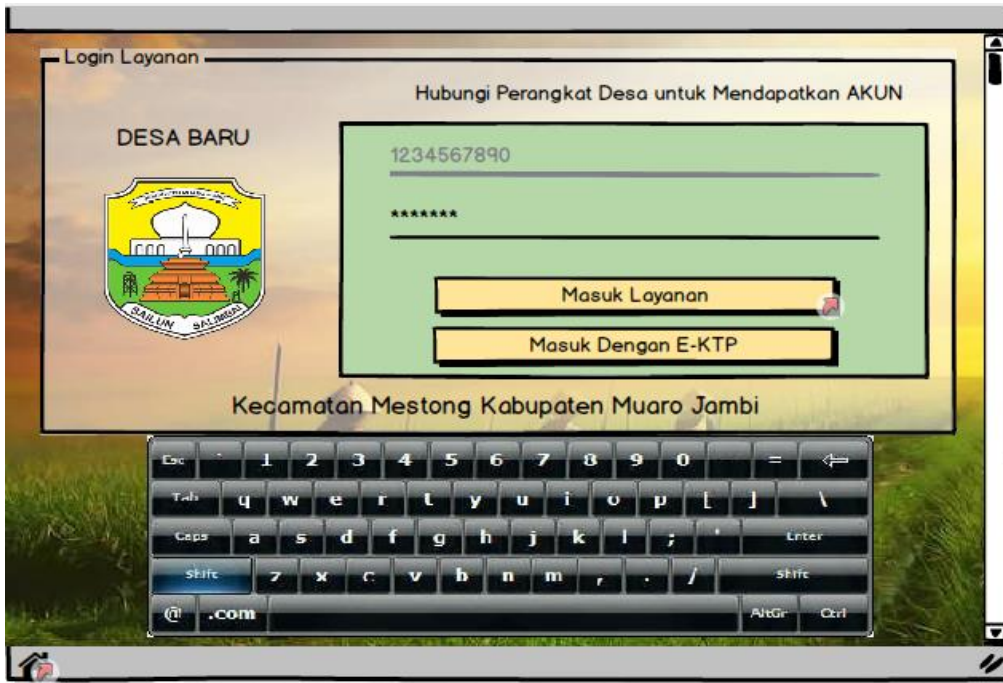 Login Layanan
Hubungi Perangkat Desa untuk Mendapatkan AKUN
DESA BARU
1234567890
*******
SAILUN SALIMBAI
Masuk Layanan
Masuk Dengan E-KTP
Kecamatan Mestong Kabupaten Muaro Jambi
Esc ` 1 2 3 4 5 6 7 8 9 0 =
Tab q w e r t y u i o p [ ] \
Caps a s d f g h j k l ; ' Enter
Shift z x c v b n m , . / Shift
@ .com AltGr Ctrl